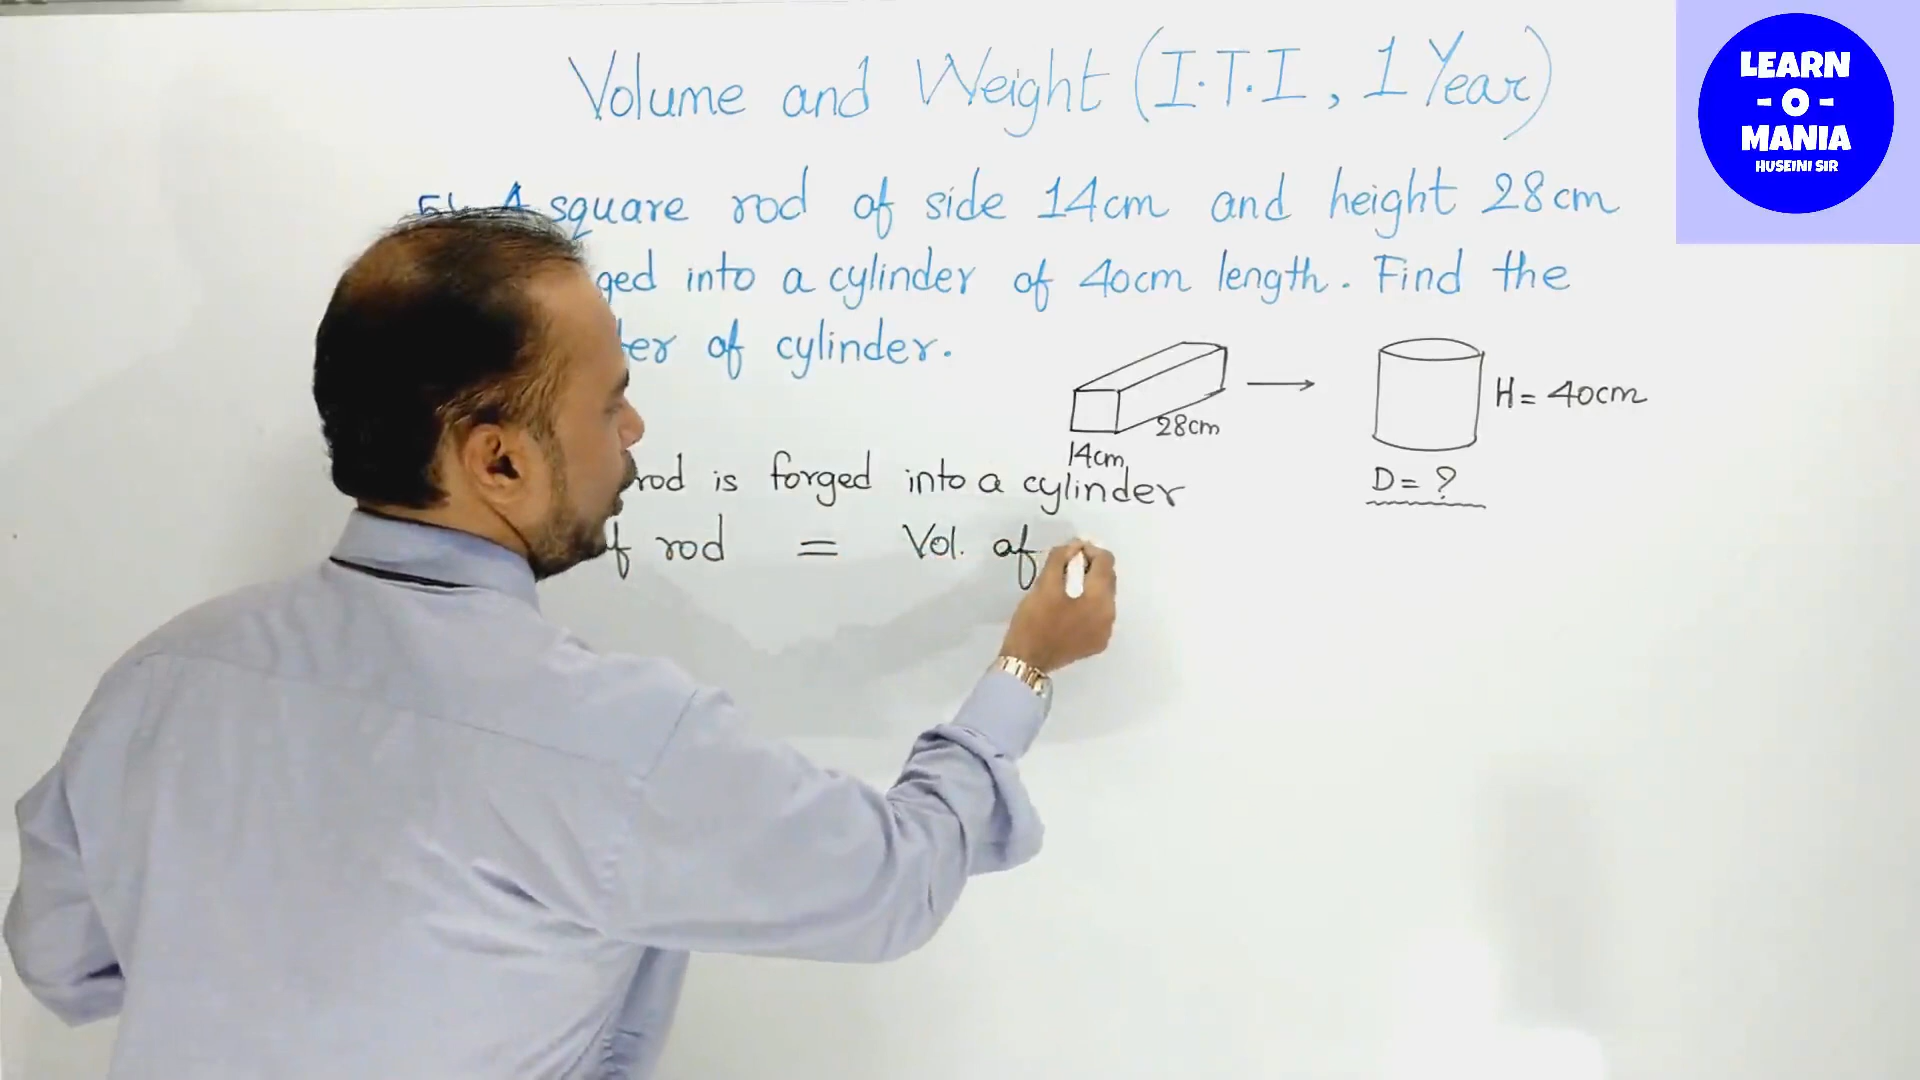 Volume and Weight (I.T.I, 1 Year)
LEARN
-O-
MANIA
HUSEINI SIR
A square rod of side 14cm and height 28cm
ged into a cylinder of 40cm length. Find the
er of cylinder.
28cm
14cm
H = 40cm
D = ?
rod is forged into a cylinder
of rod = Vol. of